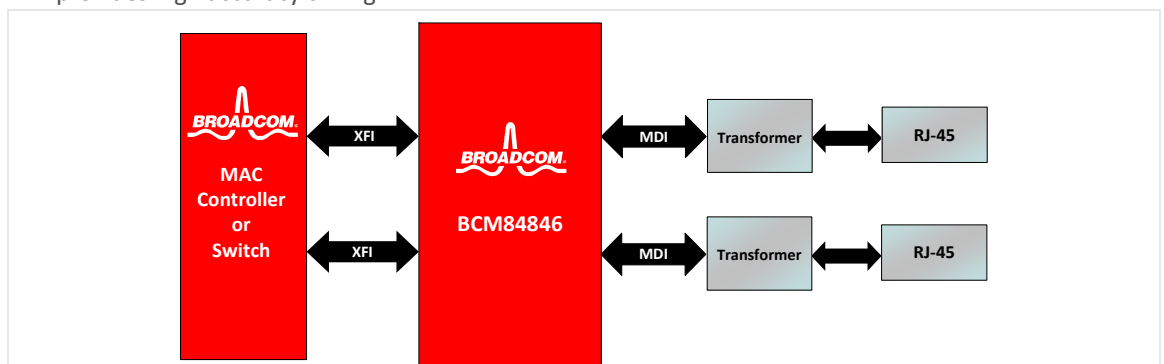 BROADCOM®
MAC
Controller
or
Switch
XFI
XFI
BROADCOM®
BCM84846
MDI
MDI
Transformer
Transformer
RJ-45
RJ-45